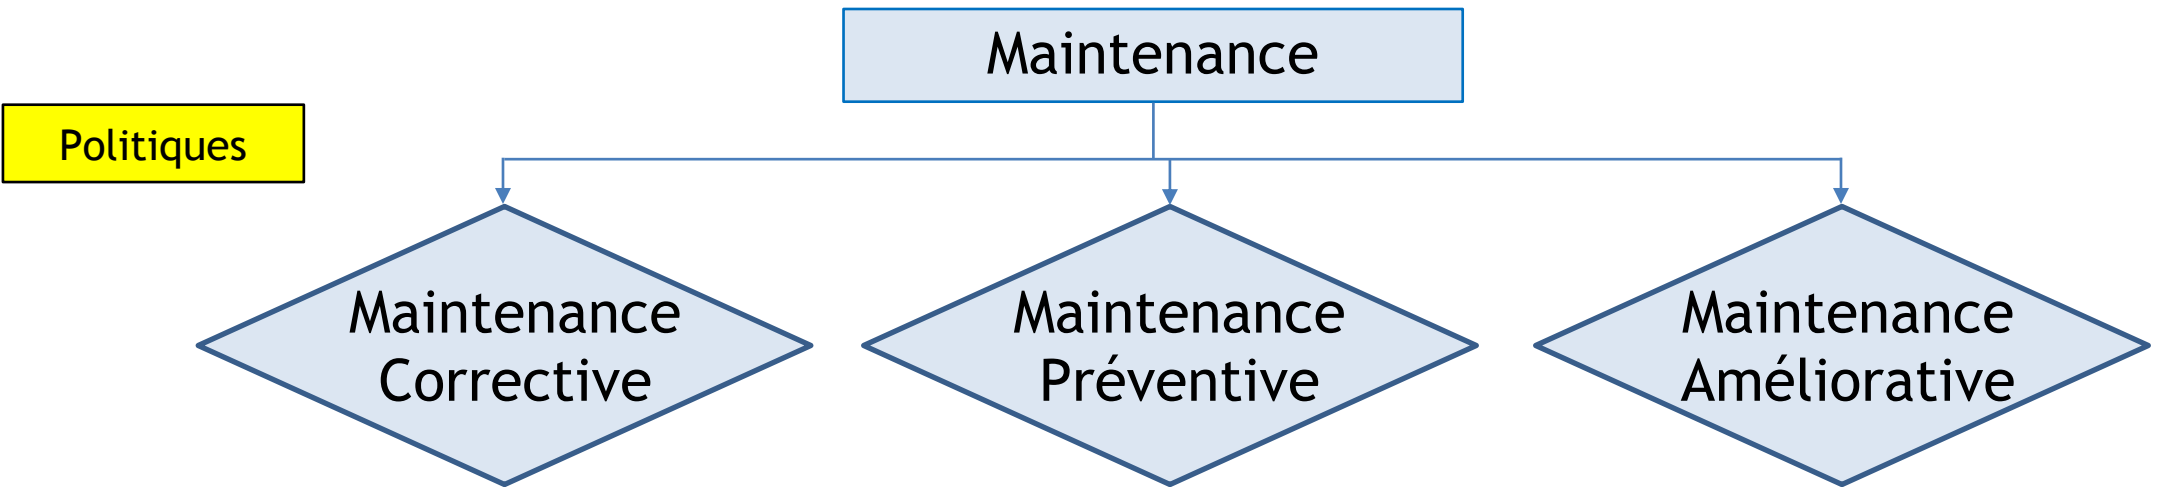 Maintenance
Politiques
Maintenance
Corrective
Maintenance
Préventive
Maintenance
Améliorative